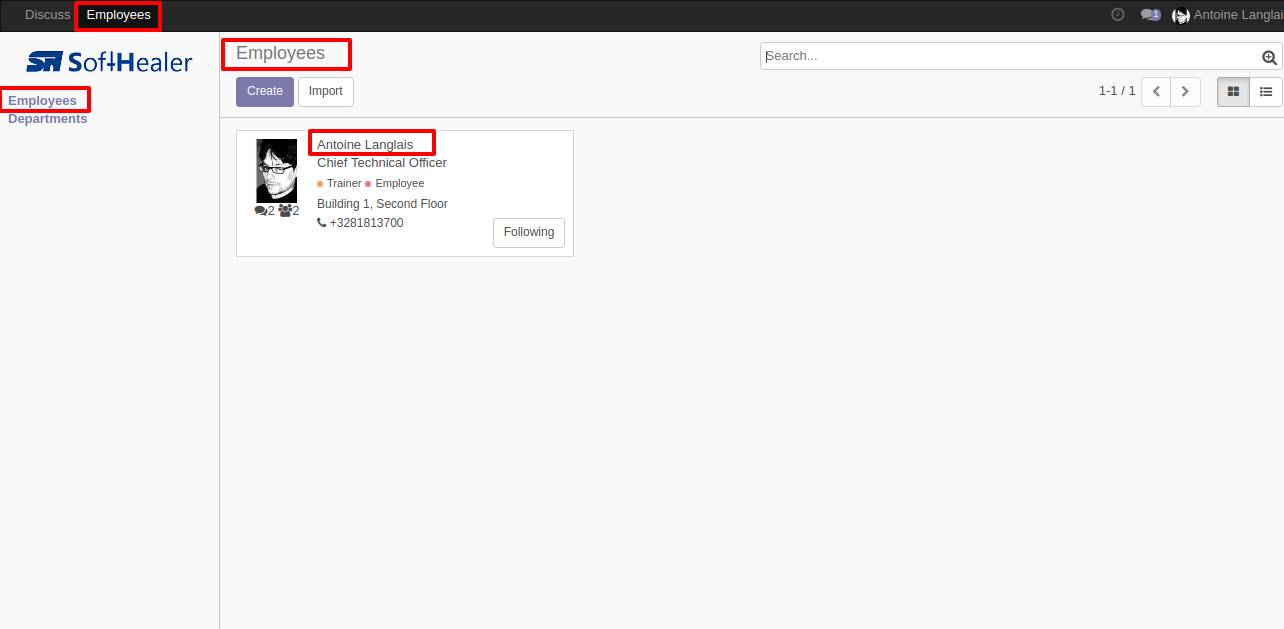 Discuss Employees 1 Antoine Langlai
SoftHealer
Employees
Departments
Employees
Search...
Create Import
1-1 / 1
Antoine Langlais
Chief Technical Officer
Trainer Employee
Building 1, Second Floor
2 2
+3281813700
Following